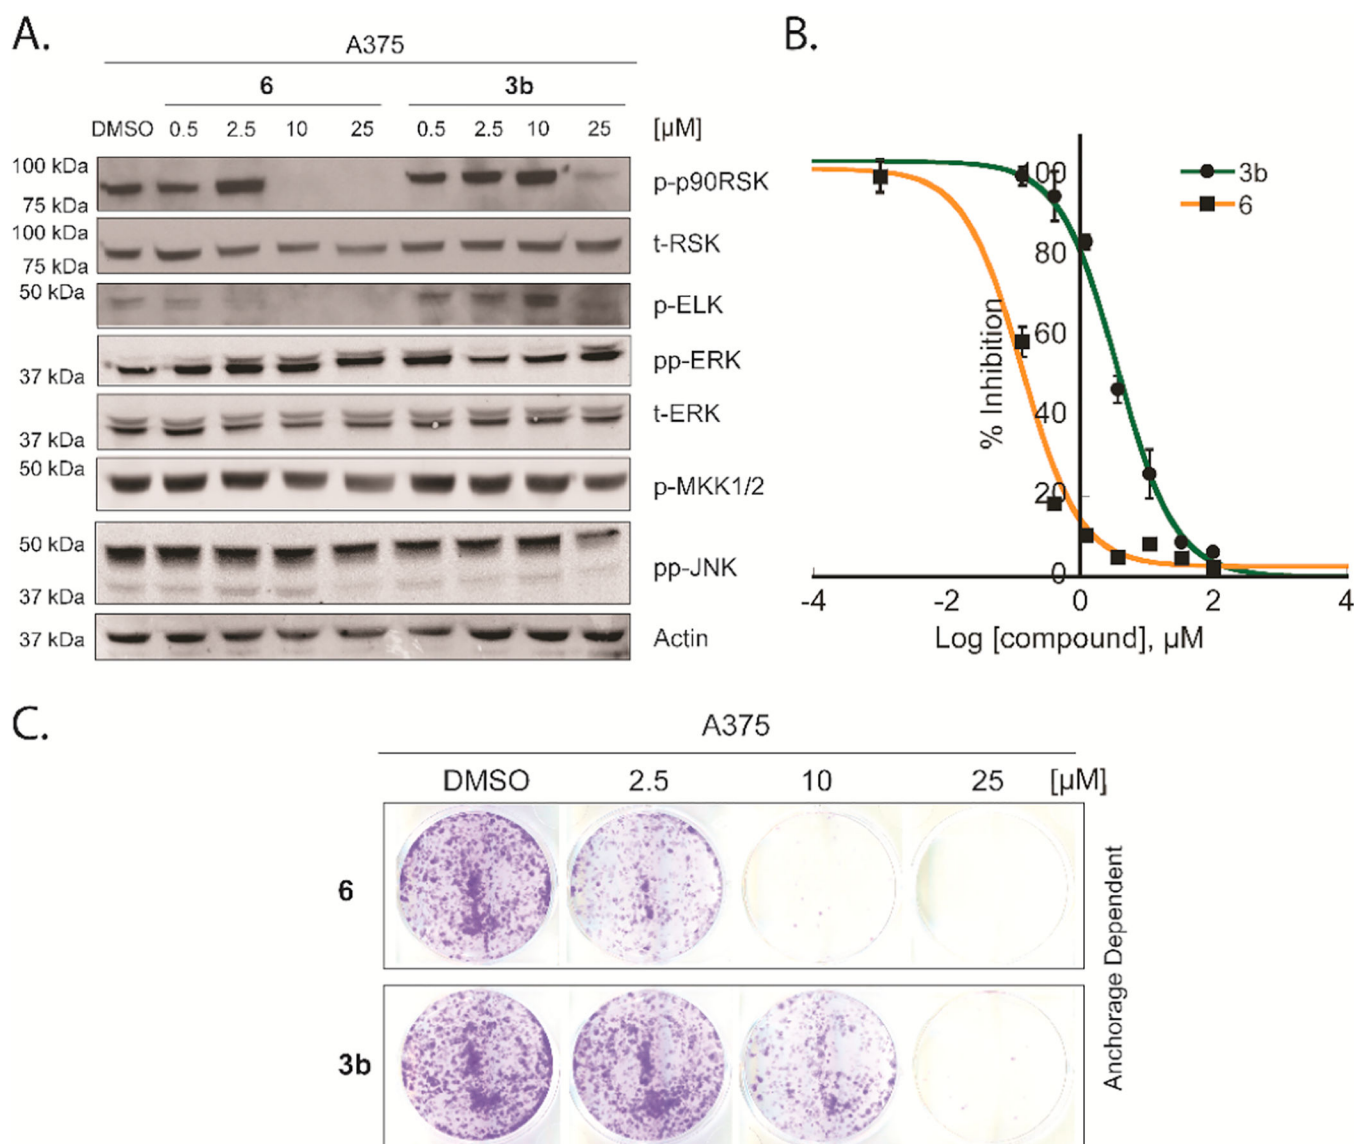 A.
A375
6 3b
DMSO 0.5 2.5 10 25 0.5 2.5 10 25 [µM]
100 kDa
75 kDa
p-p90RSK
100 kDa
75 kDa
t-RSK
50 kDa
p-ELK
37 kDa
pp-ERK
37 kDa
t-ERK
50 kDa
p-MKK1/2
50 kDa
37 kDa
pp-JNK
37 kDa
Actin
B.
100
80
60
40
20
0
% Inhibition
-4 -2 0 2 4
Log [compound], µM
3b
6
C.
A375
DMSO 2.5 10 25 [µM]
6
3b
Anchorage Dependent